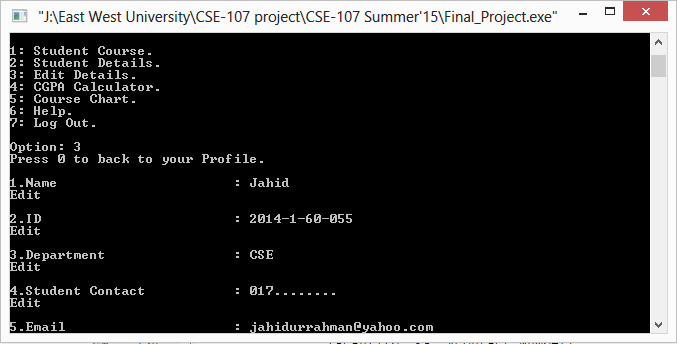 "J:\East West University\CSE-107 project\CSE-107 Summer'15\Final_Project.exe"
1: Student Course.
2: Student Details.
3: Edit Details.
4: CGPA Calculator.
5: Course Chart.
6: Help.
7: Log Out.
Option: 3
Press 0 to back to your Profile.
1.Name : Jahid
Edit
2.ID : 2014-1-60-055
Edit
3.Department : CSE
Edit
4.Student Contact : 017........
Edit
5.Email : jahidurrahman@yahoo.com